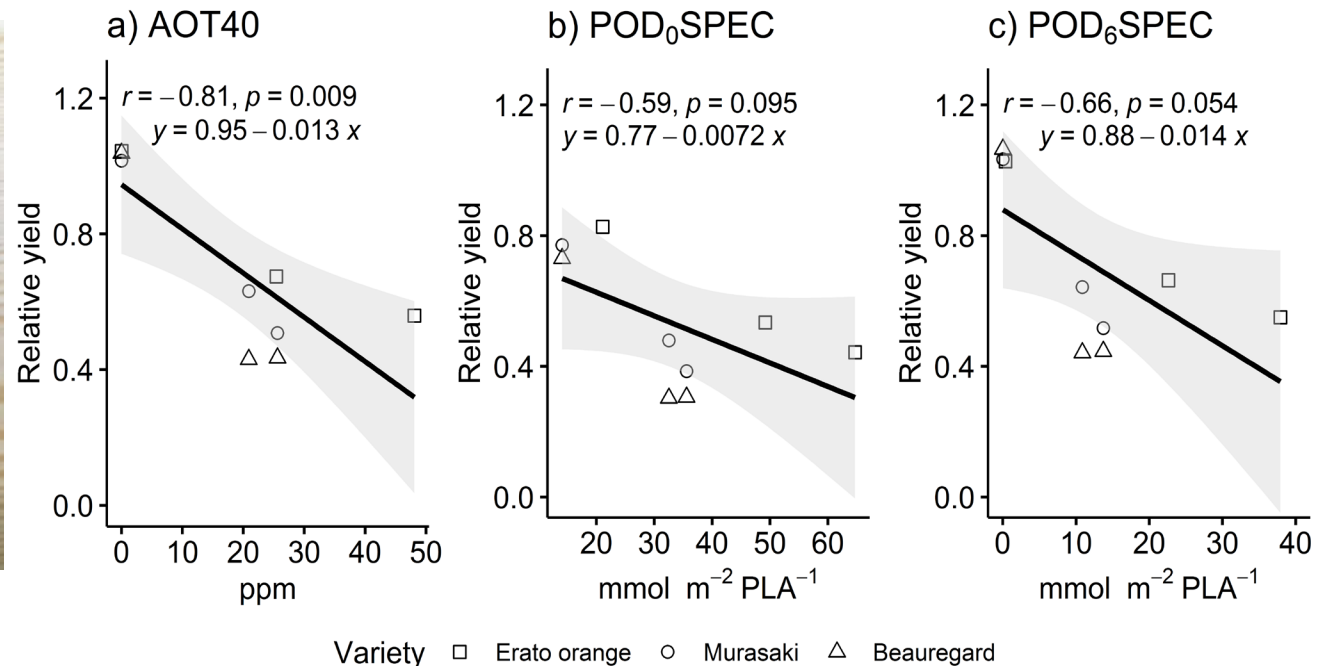 a) AOT40
r = −0.81, p = 0.009
y = 0.95 − 0.013 x
Relative yield
1.2
0.8
0.4
0.0
0 10 20 30 40 50
ppm
b) POD₀SPEC
r = −0.59, p = 0.095
y = 0.77 − 0.0072 x
Relative yield
1.2
0.8
0.4
0.0
20 30 40 50 60
mmol m⁻² PLA⁻¹
c) POD₆SPEC
r = −0.66, p = 0.054
y = 0.88 − 0.014 x
Relative yield
1.2
0.8
0.4
0.0
0 10 20 30 40
mmol m⁻² PLA⁻¹
Variety Erato orange Murasaki Beauregard